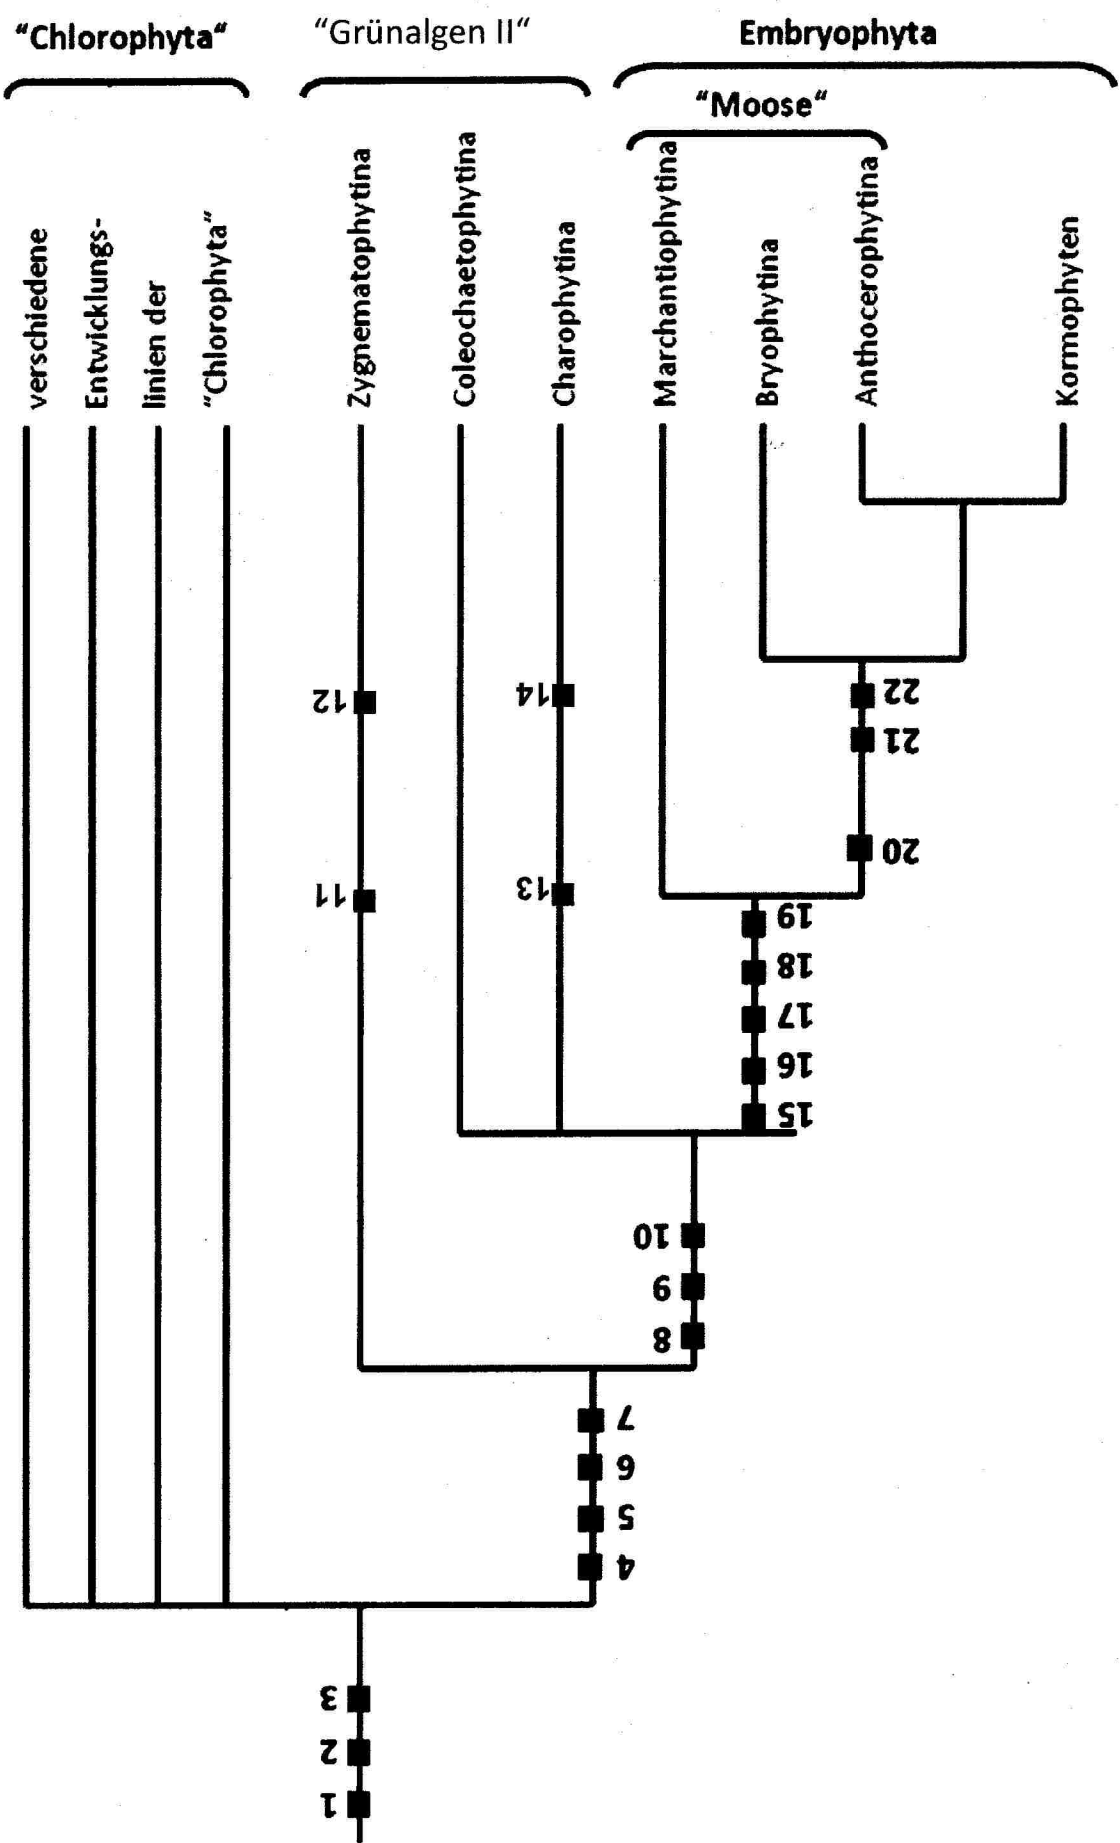 “Chlorophyta“
“Grünalgen II“
Embryophyta
“Moose“
verschiedene
Entwicklungs-
linien der
“Chlorophyta“
Zygnematophytina
Coleochaetophytina
Charophytina
Marchantiophytina
Bryophytina
Anthocerophytina
Kormophyten
12
14
22
21
11
13
20
19
18
17
16
15
10
9
8
7
6
5
4
3
2
1